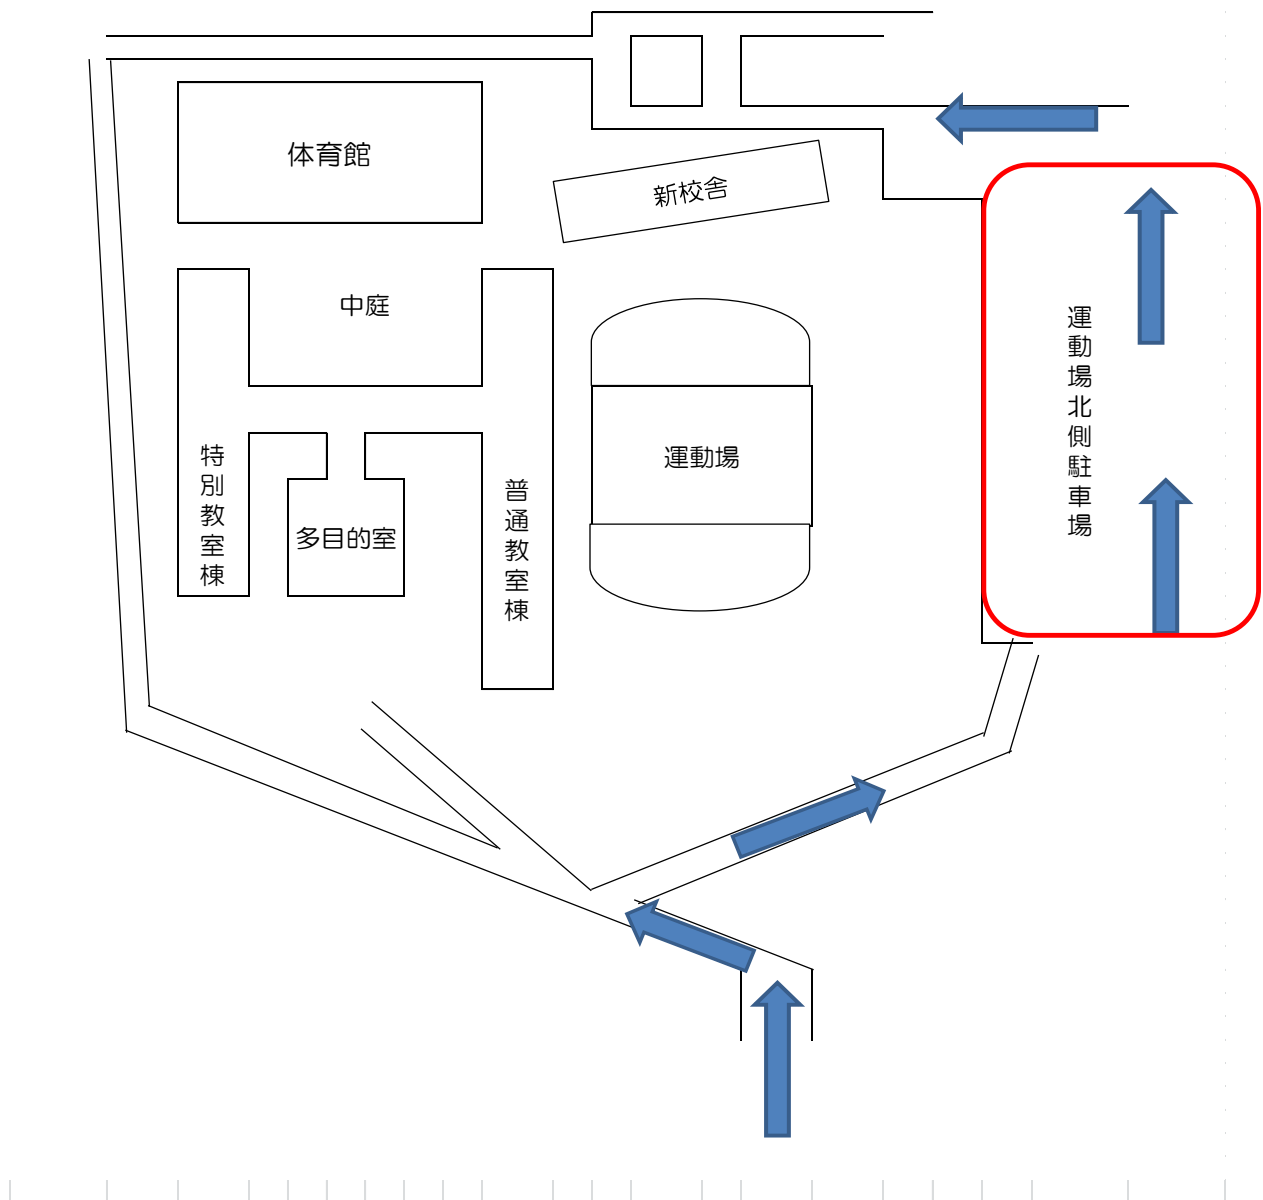 体育館
新校舎
中庭
運動場北側駐車場
特別教室棟
多目的室
普通教室棟
運動場